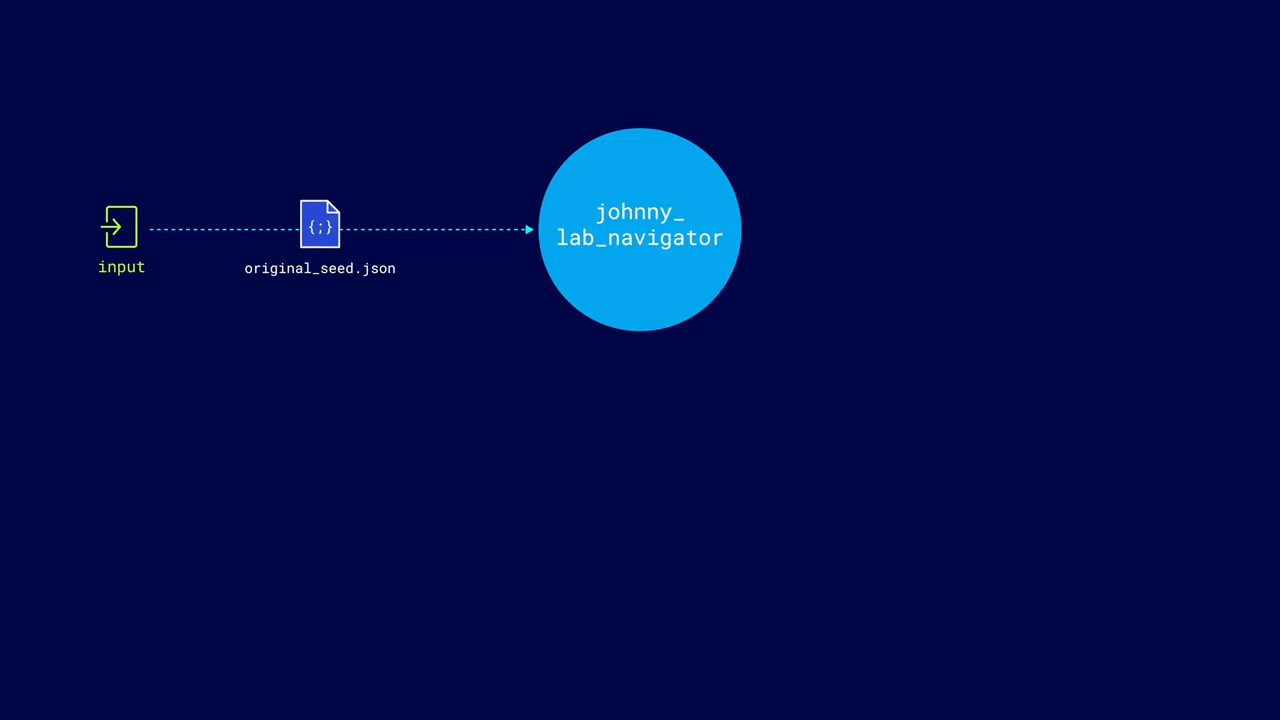 johnny_
lab_navigator
{;}
input
original_seed.json